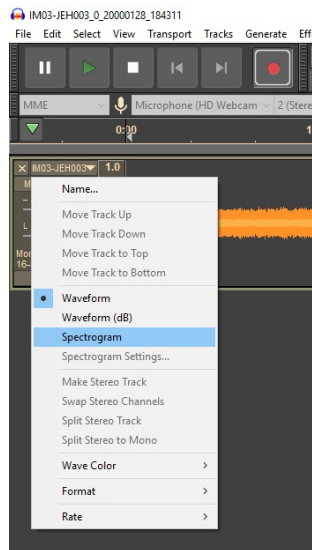 IM03-JEH003_0_20000128_184311
File Edit Select View Transport Tracks Generate Eff
MME Microphone (HD Webcam 2 (Stere
0:00 1
× IM03-JEH003 1.0
M
L
Mon
16-
Name...
Move Track Up
Move Track Down
Move Track to Top
Move Track to Bottom
Waveform
Waveform (dB)
Spectrogram
Spectrogram Settings...
Make Stereo Track
Swap Stereo Channels
Split Stereo Track
Split Stereo to Mono
Wave Color
Format
Rate